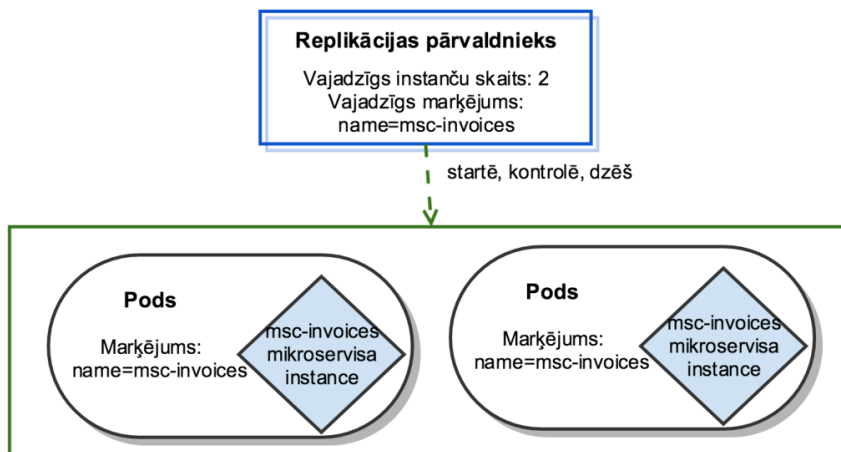 Replikācijas pārvaldnieks
Vajadzīgs instanču skaits: 2
Vajadzīgs marķējums:
name=msc-invoices
startē, kontrolē, dzēš
Pods
Marķējums:
name=msc-invoices
msc-invoices
mikroservisa
instance
Pods
Marķējums:
name=msc-invoices
msc-invoices
mikroservisa
instance